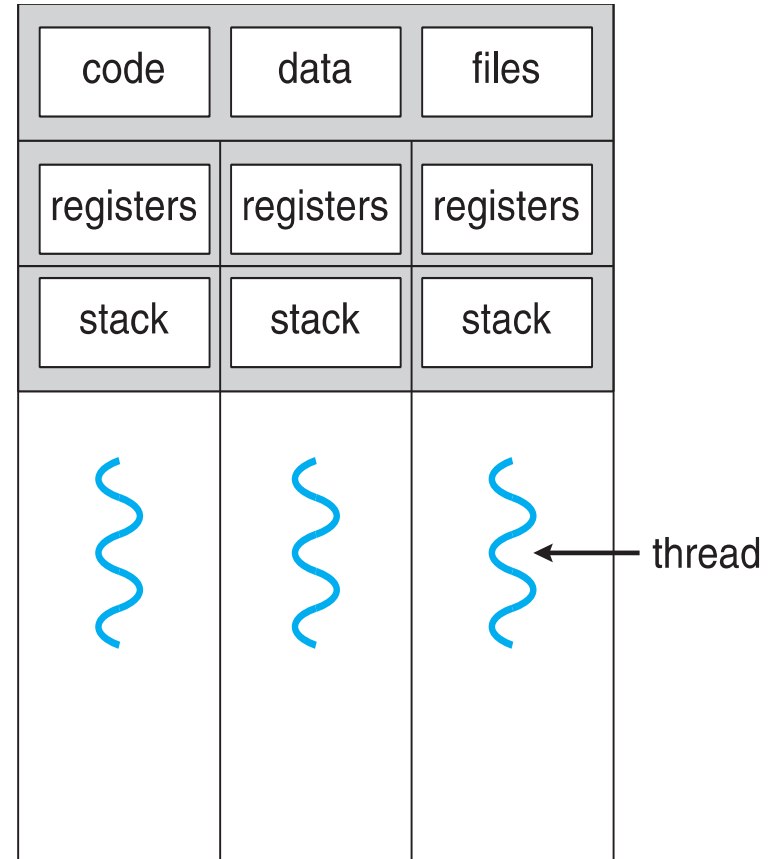 code data files
registers registers registers
stack stack stack
thread